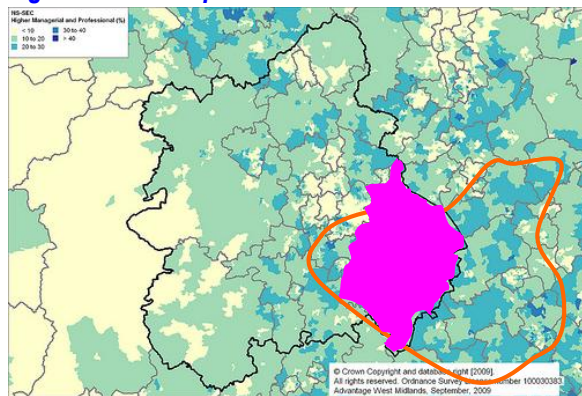 NS-SEC
Higher Managerial and Professional (%)
< 10
10 to 20
20 to 30
30 to 40
> 40
© Crown Copyright and database right [2009].
All rights reserved. Ordnance Survey number 100030383
Advantage West Midlands, September, 2009